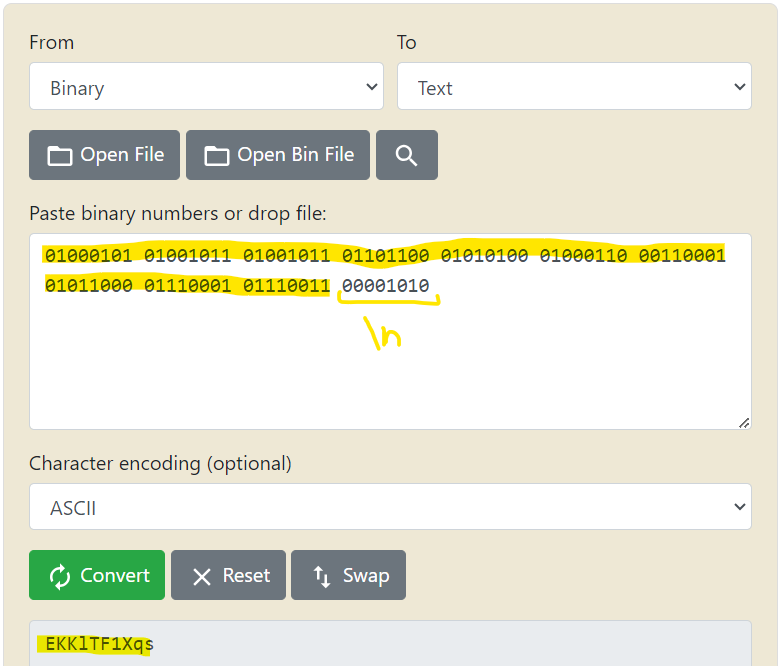 From To
Binary Text
Open File Open Bin File
Paste binary numbers or drop file:
01000101 01001011 01001011 01101100 01010100 01000110 00110001
01011000 01110001 01110011 00001010
\n
Character encoding (optional)
ASCII
Convert Reset Swap
EKKlTF1Xqs